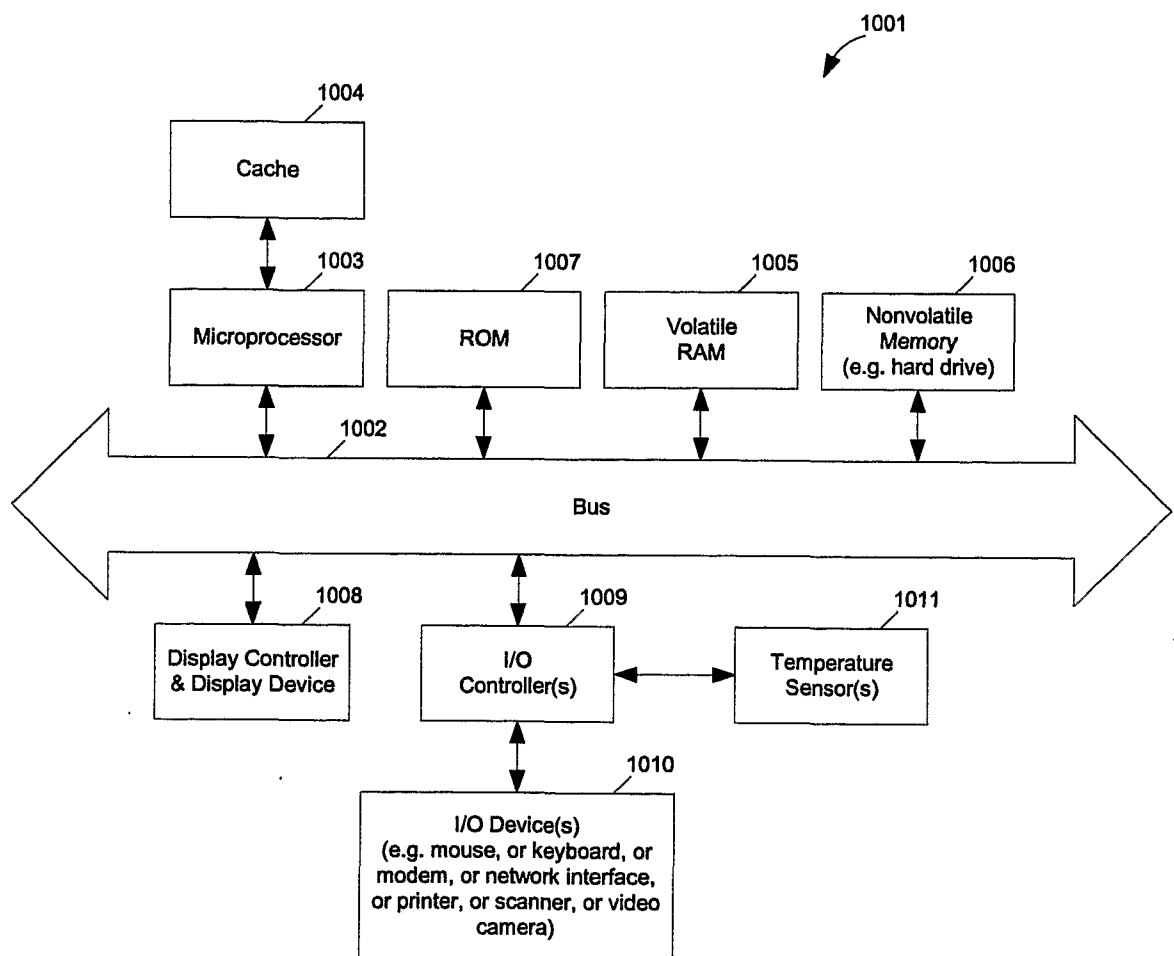 1001
1004
Cache
1003
Microprocessor
1007
ROM
1005
Volatile
RAM
1006
Nonvolatile
Memory
(e.g. hard drive)
1002
Bus
1008
Display Controller
& Display Device
1009
I/O
Controller(s)
1011
Temperature
Sensor(s)
1010
I/O Device(s)
(e.g. mouse, or keyboard, or
modem, or network interface,
or printer, or scanner, or video
camera)